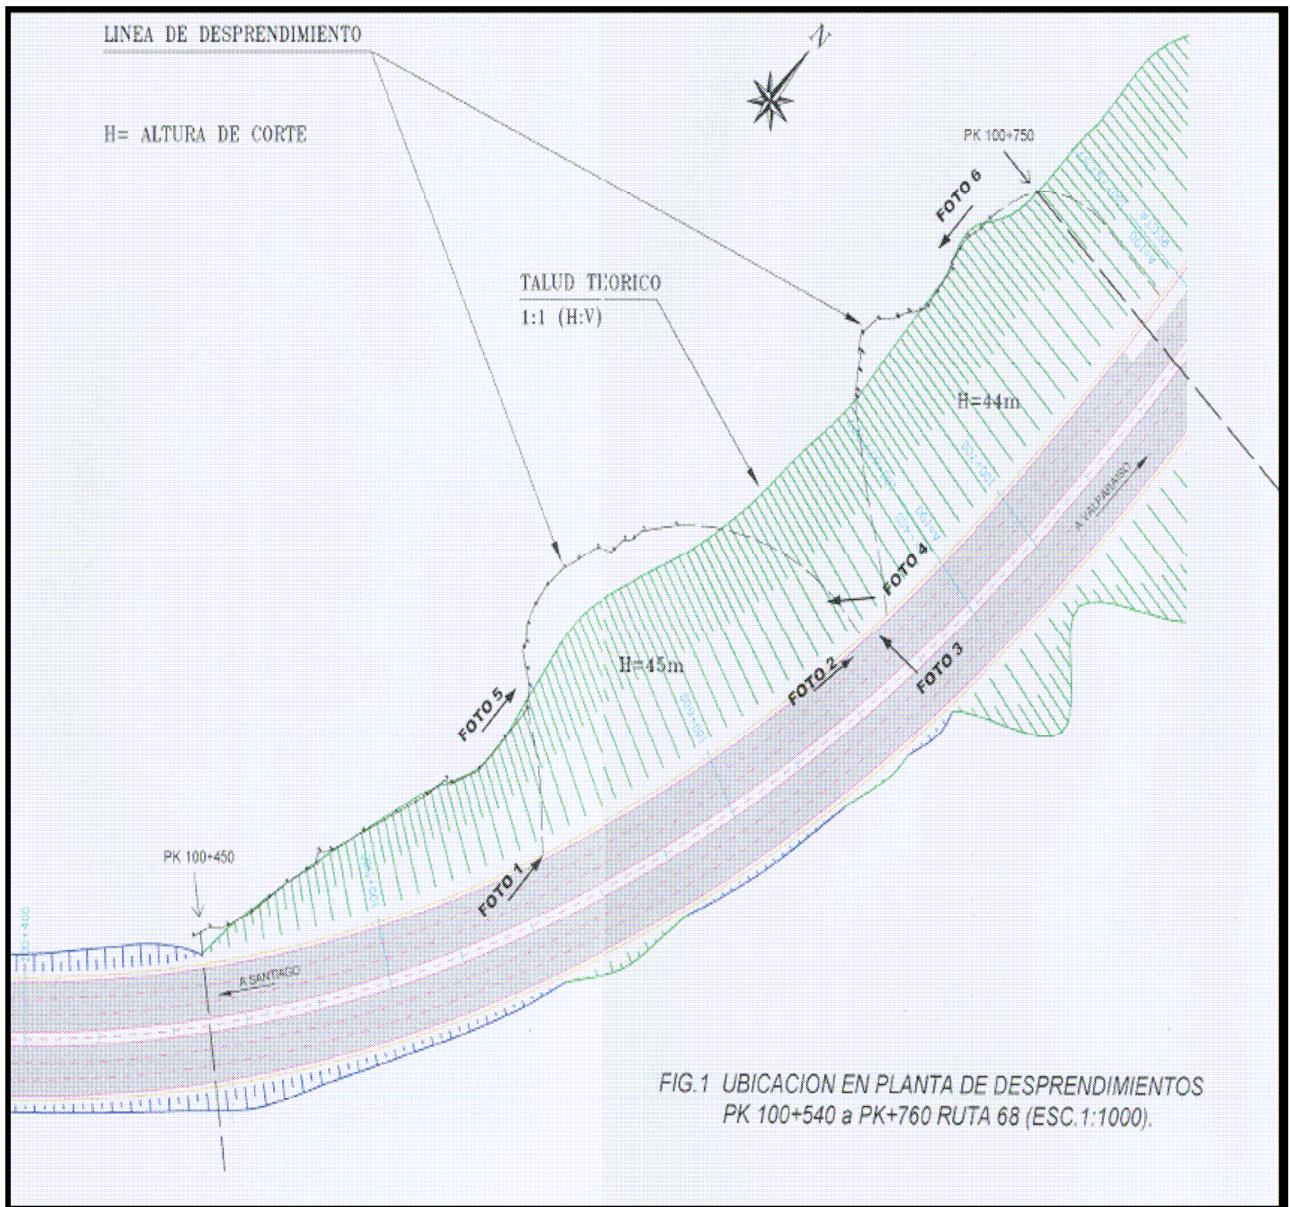 LINEA DE DESPRENDIMIENTO
H= ALTURA DE CORTE
N
PK 100+750
FOTO 6
TALUD TEORICO
1:1 (H:V)
H=44m
A VALPARAISO
FOTO 4
H=45m
FOTO 2
FOTO 3
FOTO 5
PK 100+450
FOTO 1
A SANTIAGO
FIG.1 UBICACION EN PLANTA DE DESPRENDIMIENTOS
PK 100+540 a PK+760 RUTA 68 (ESC.1:1000).